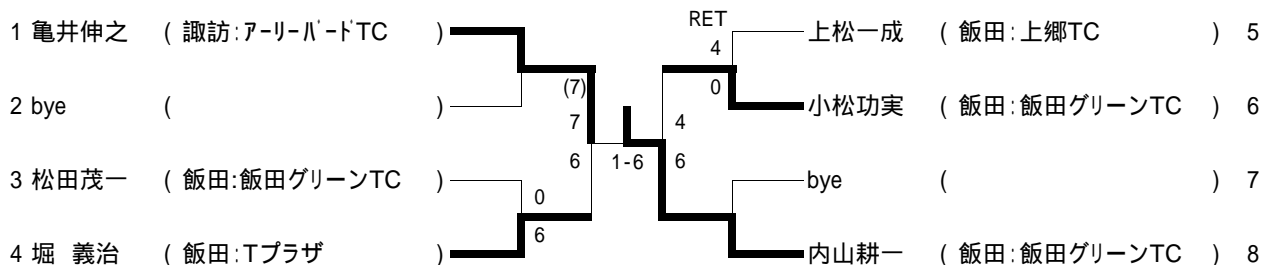 RET
1 亀井伸之 ( 諏訪:アーリーバードTC ) 上松一成 ( 飯田:上郷TC ) 5
4
(7) 0
2 bye ( ) 小松功実 ( 飯田:飯田グリーンTC ) 6
7 4
6 1-6 6
3 松田茂一 ( 飯田:飯田グリーンTC ) bye ( ) 7
0
6
4 堀 義治 ( 飯田:Tプラザ ) 内山耕一 ( 飯田:飯田グリーンTC ) 8